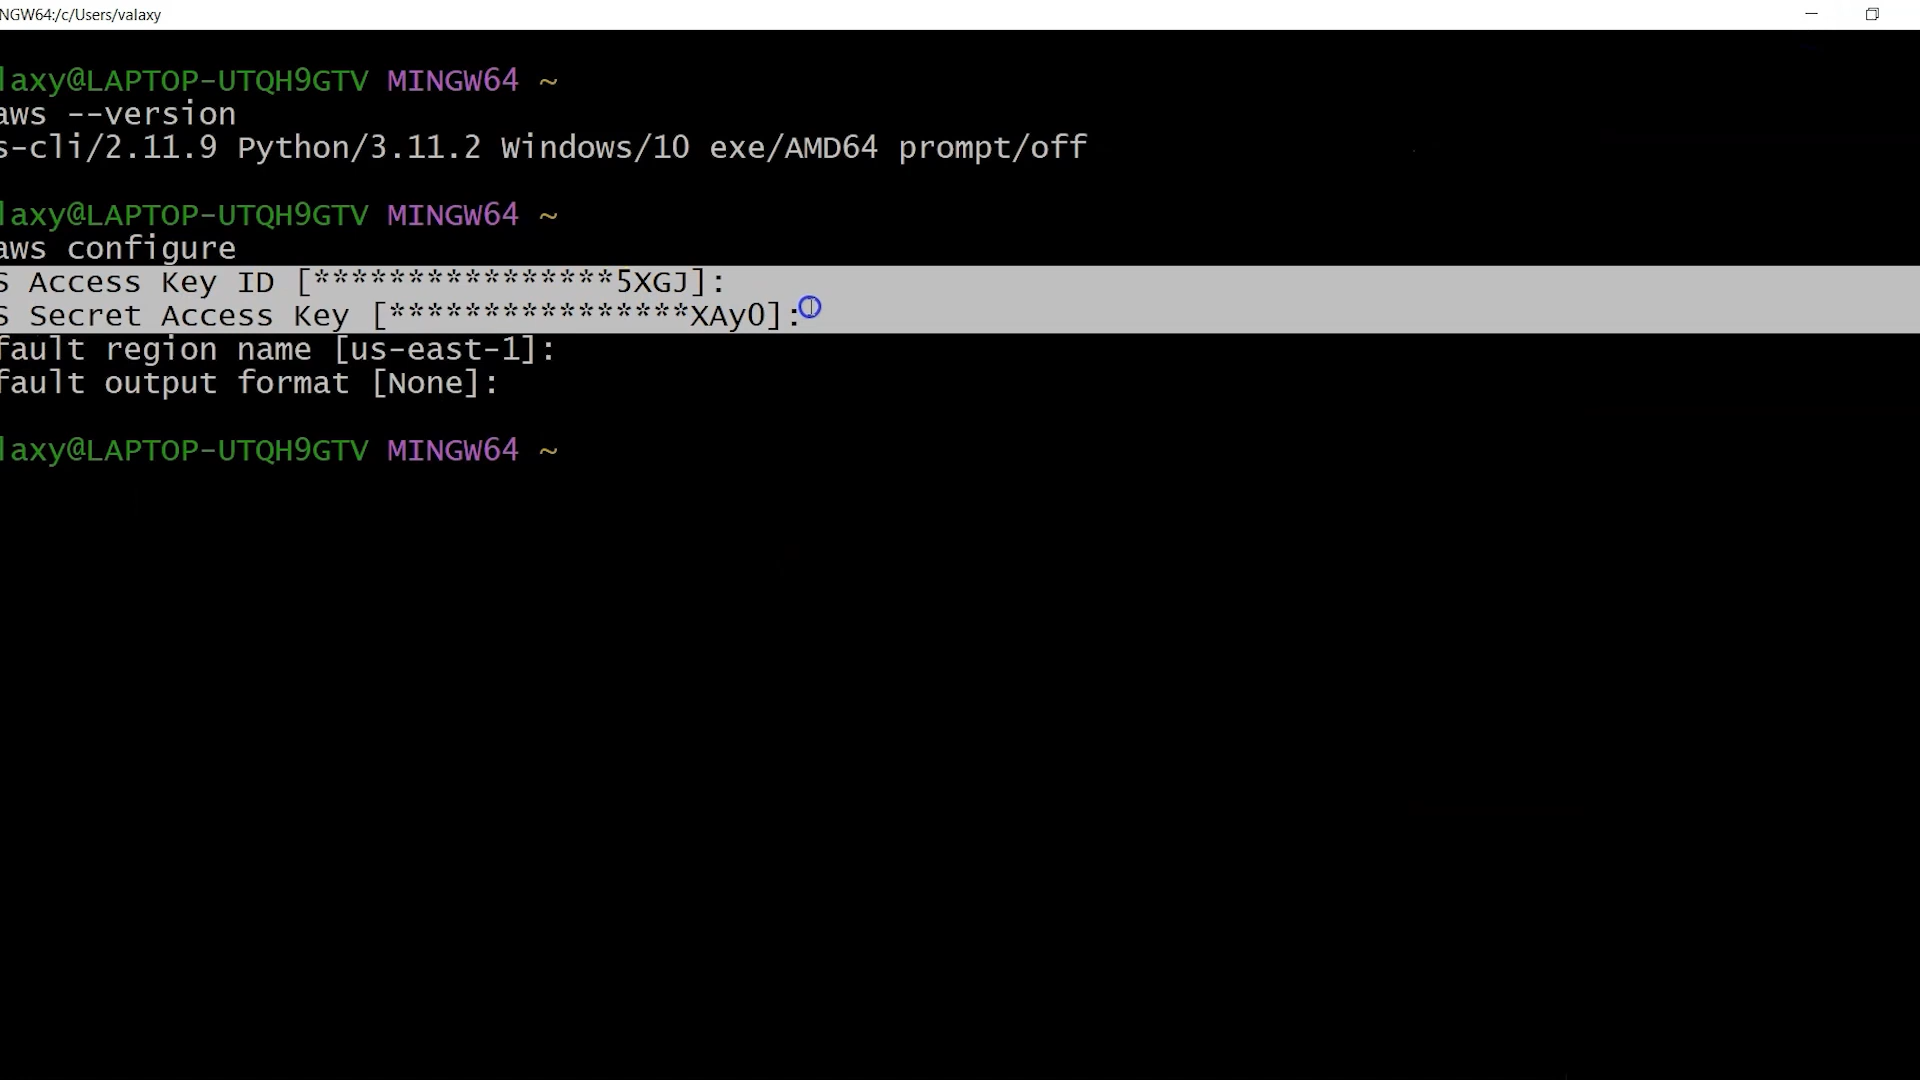 NGW64:/c/Users/valaxy
laxy@LAPTOP-UTQH9GTV MINGW64 ~
aws --version
s-cli/2.11.9 Python/3.11.2 Windows/10 exe/AMD64 prompt/off
laxy@LAPTOP-UTQH9GTV MINGW64 ~
aws configure
S Access Key ID [****************5XGJ]:
S Secret Access Key [****************XAy0]:
fault region name [us-east-1]:
fault output format [None]:
laxy@LAPTOP-UTQH9GTV MINGW64 ~